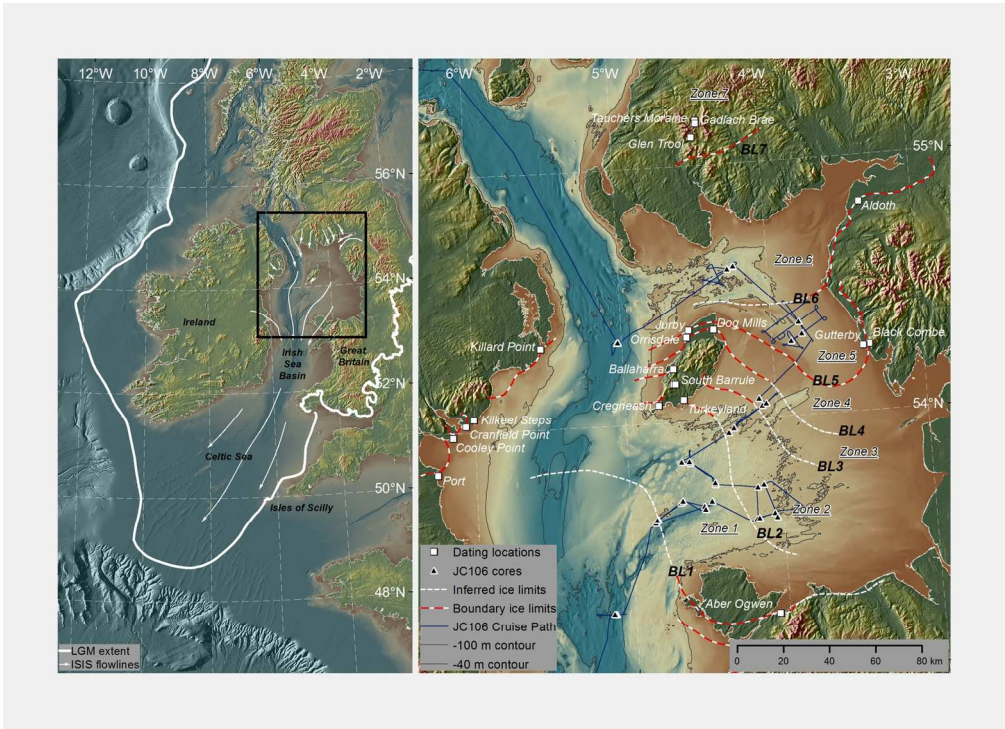 12°W 10°W 8°W 6°W 4°W 2°W
56°N
54°N
52°N
50°N
48°N
Ireland
Irish
Sea
Basin
Great
Britain
Celtic Sea
Isles of Scilly
LGM extent
ISIS flowlines
6°W 5°W 4°W 3°W
55°N
54°N
Zone 7
Tauchers Moraine
Gadlach Brae
Glen Trool
BL7
Aldoth
Zone 6
BL6
Jurby
Dog Mills
Orrisdale
Gutterby
Black Combe
Killard Point
Zone 5
Ballahafra
BL5
South Barrule
Cregneash
Turkeyland
Zone 4
Kilkeel Steps
Cranfield Point
Cooley Point
BL4
Zone 3
BL3
Port
Zone 2
Zone 1
BL2
BL1
Aber Ogwen
Dating locations
JC106 cores
Inferred ice limits
Boundary ice limits
JC106 Cruise Path
-100 m contour
-40 m contour
0 20 40 60 80 km